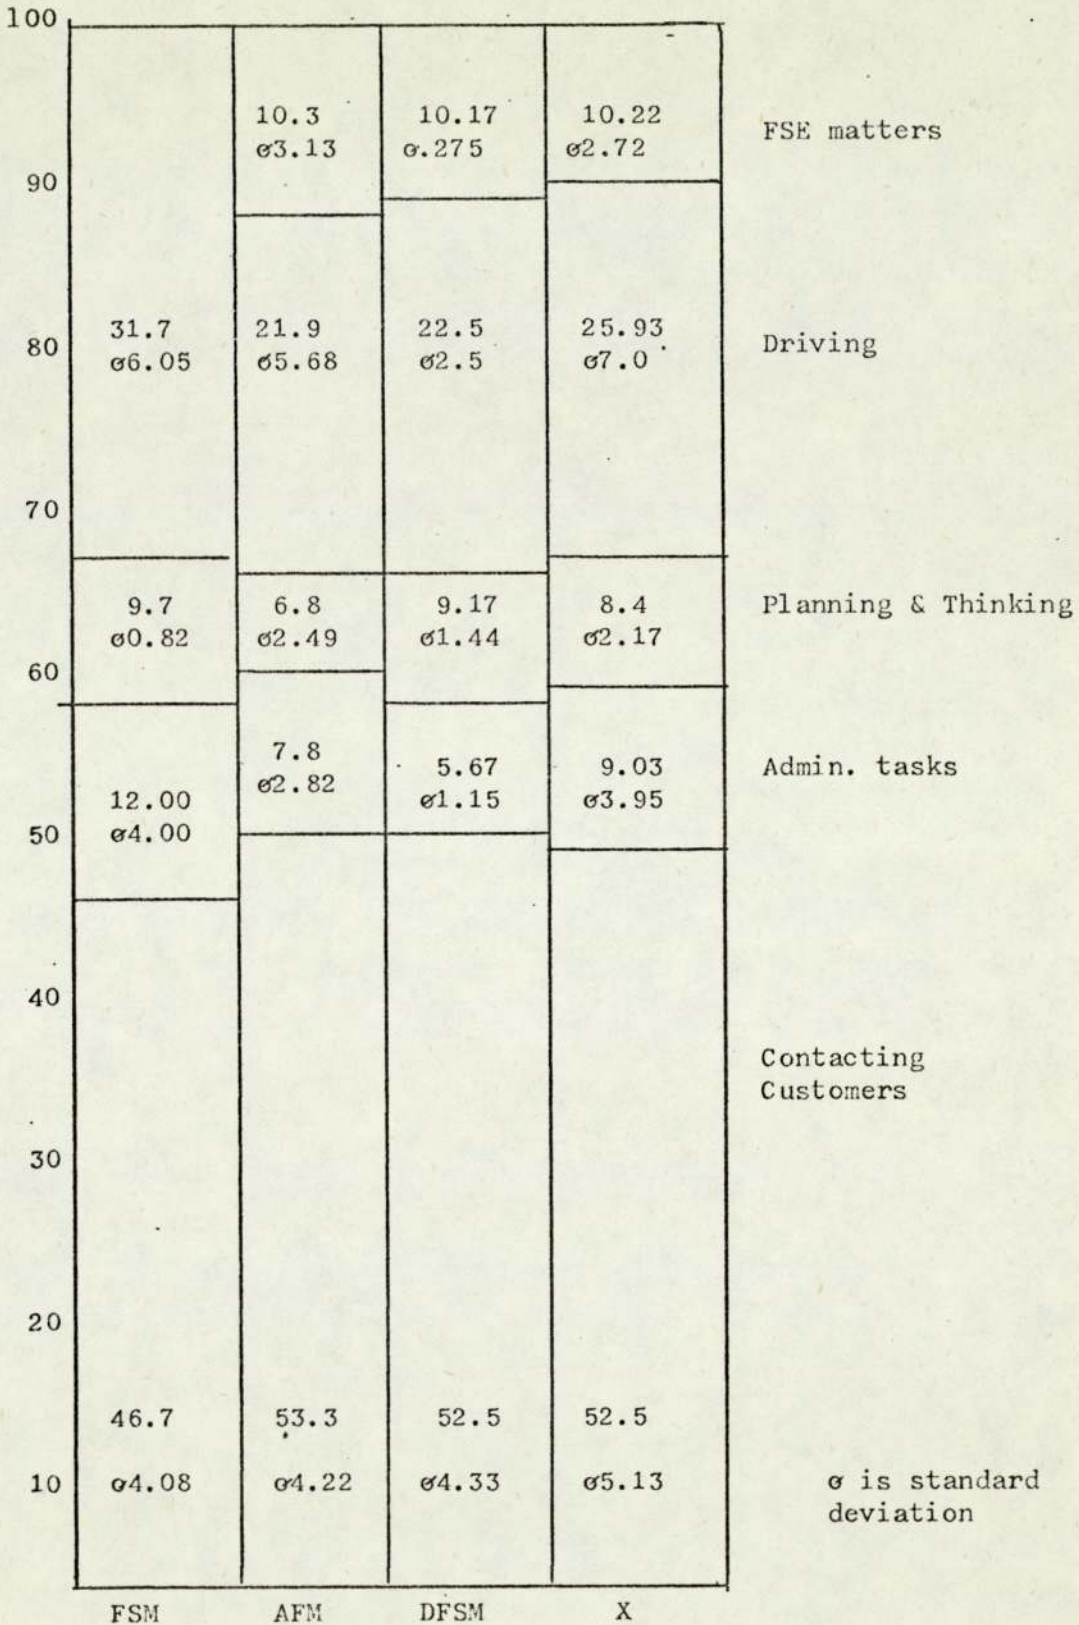 100
10.3 10.17 10.22
σ3.13 σ.275 σ2.72 FSE matters
90
31.7 21.9 22.5 25.93
80 σ6.05 σ5.68 σ2.5 σ7.0 Driving
70
9.7 6.8 9.17 8.4 Planning & Thinking
σ0.82 σ2.49 σ1.44 σ2.17
60
7.8 5.67 9.03 Admin. tasks
12.00 σ2.82 σ1.15 σ3.95
50 σ4.00
40
Contacting
Customers
30
20
46.7 53.3 52.5 52.5
10 σ4.08 σ4.22 σ4.33 σ5.13 σ is standard
deviation
FSM AFM DFSM X